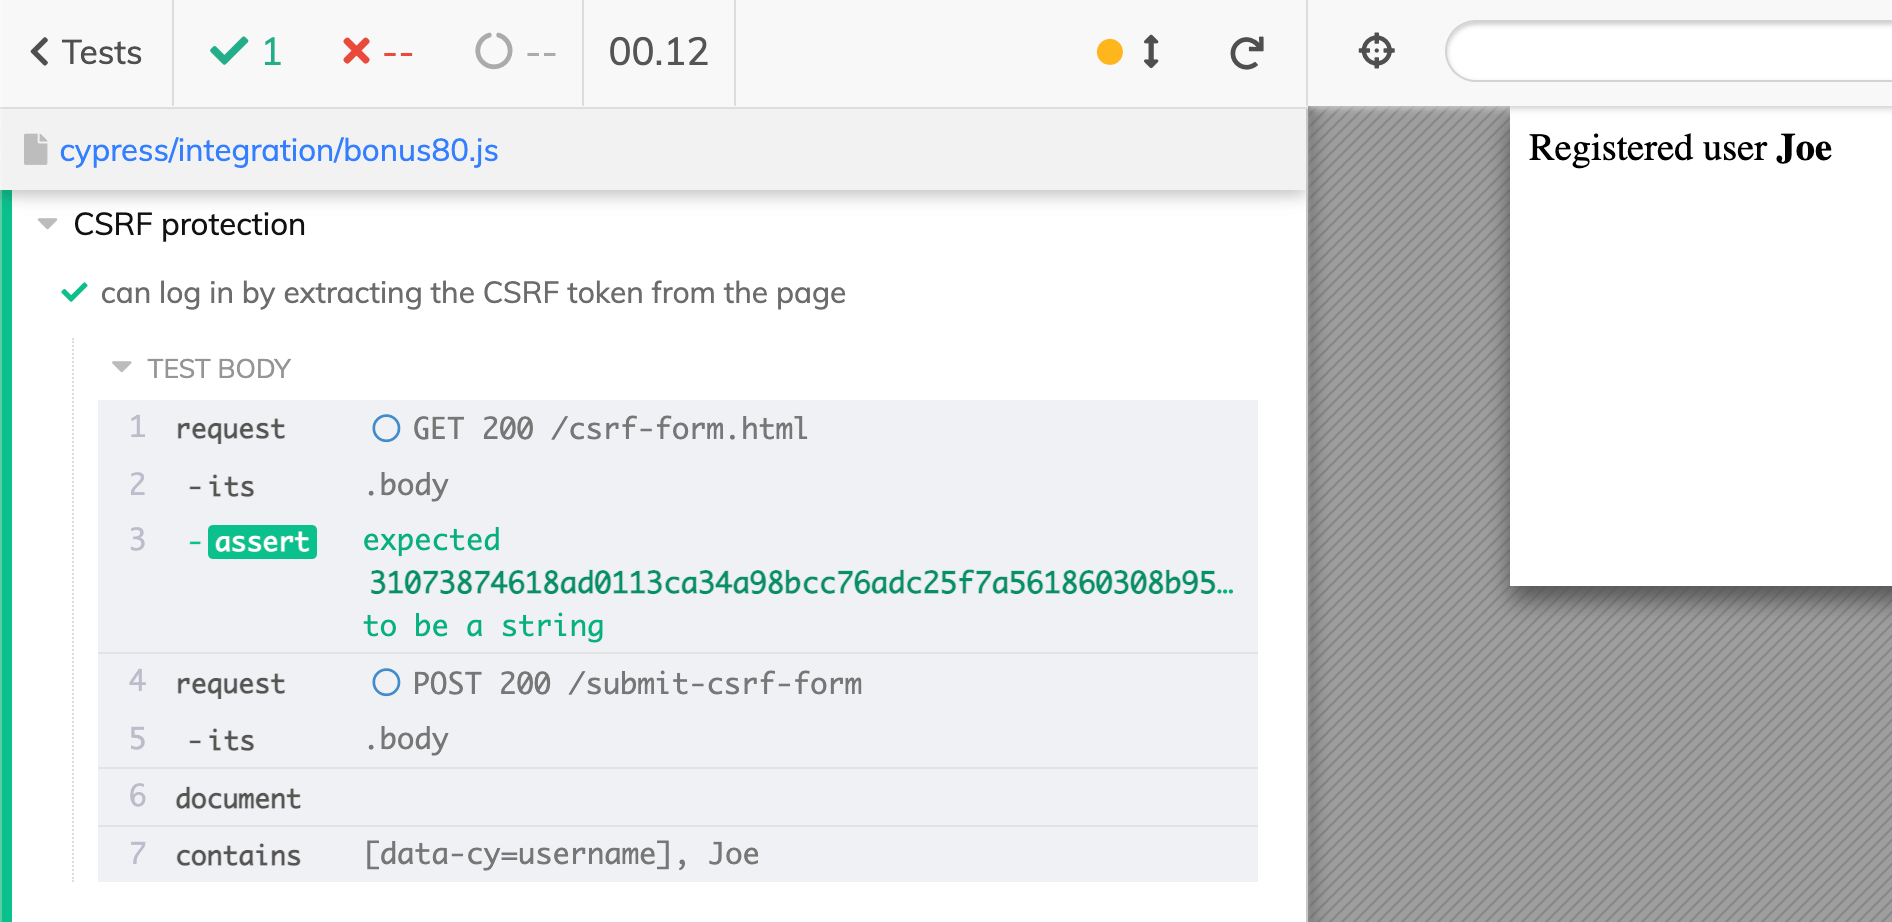 Tests 1 -- -- 00.12
cypress/integration/bonus80.js
CSRF protection
can log in by extracting the CSRF token from the page
TEST BODY
1 request GET 200 /csrf-form.html
2 -its .body
3 -assert expected
31073874618ad0113ca34a98bcc76adc25f7a561860308b95…
to be a string
4 request POST 200 /submit-csrf-form
5 -its .body
6 document
7 contains [data-cy=username], Joe
Registered user Joe